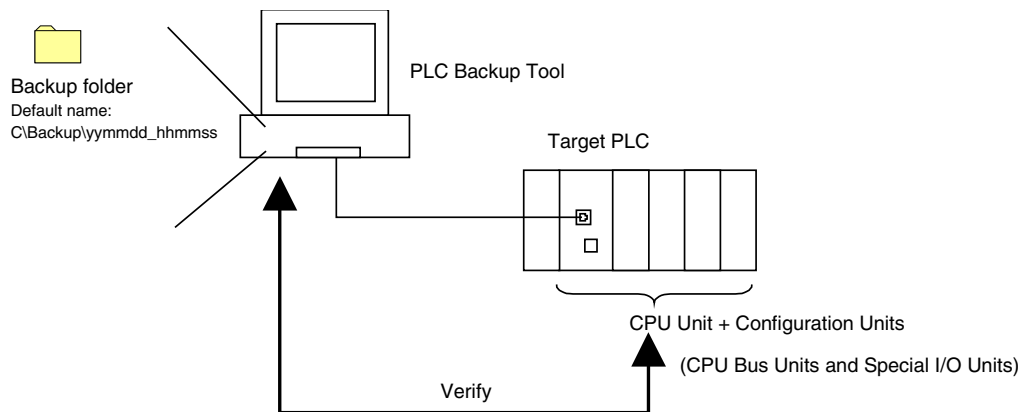 PLC Backup Tool
Backup folder
Default name:
C\Backup\yymmdd_hhmmss
Target PLC
CPU Unit + Configuration Units
(CPU Bus Units and Special I/O Units)
Verify